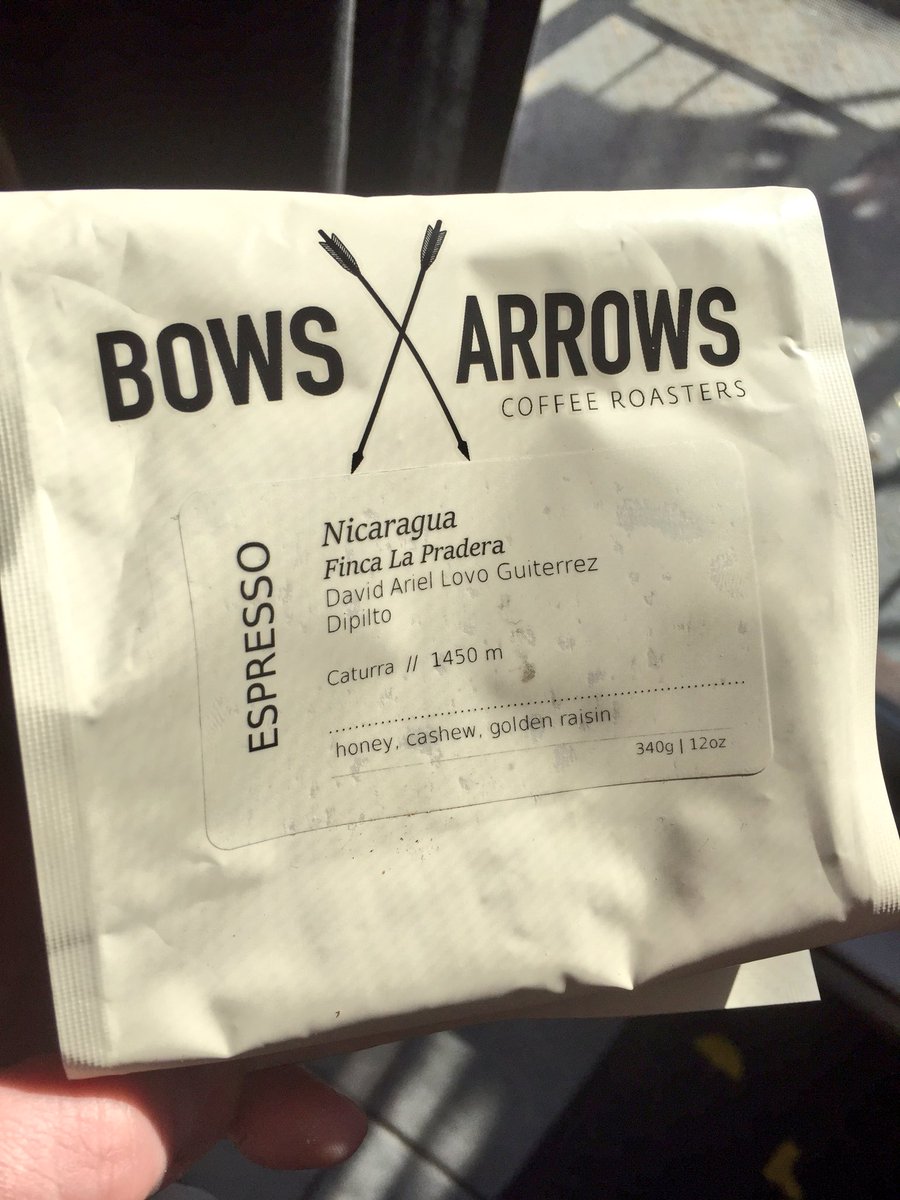 BOWS ARROWS
COFFEE ROASTERS
ESPRESSO
Nicaragua
Finca La Pradera
David Ariel Lovo Guiterrez
Dipilto
Caturra // 1450 m
honey, cashew, golden raisin
340g | 12oz